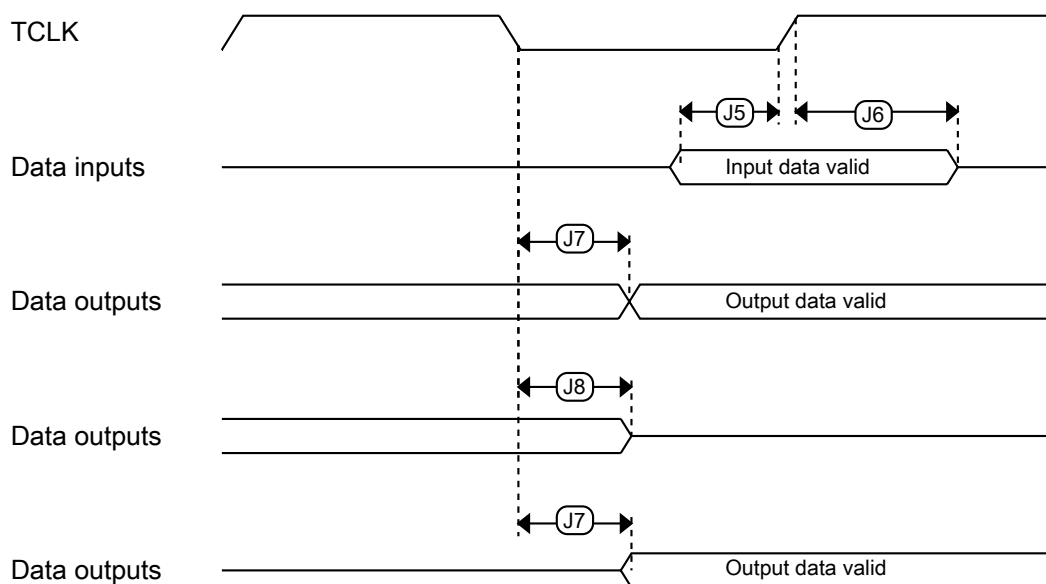 TCLK
J5
J6
Data inputs
Input data valid
J7
Data outputs
Output data valid
J8
Data outputs
J7
Data outputs
Output data valid